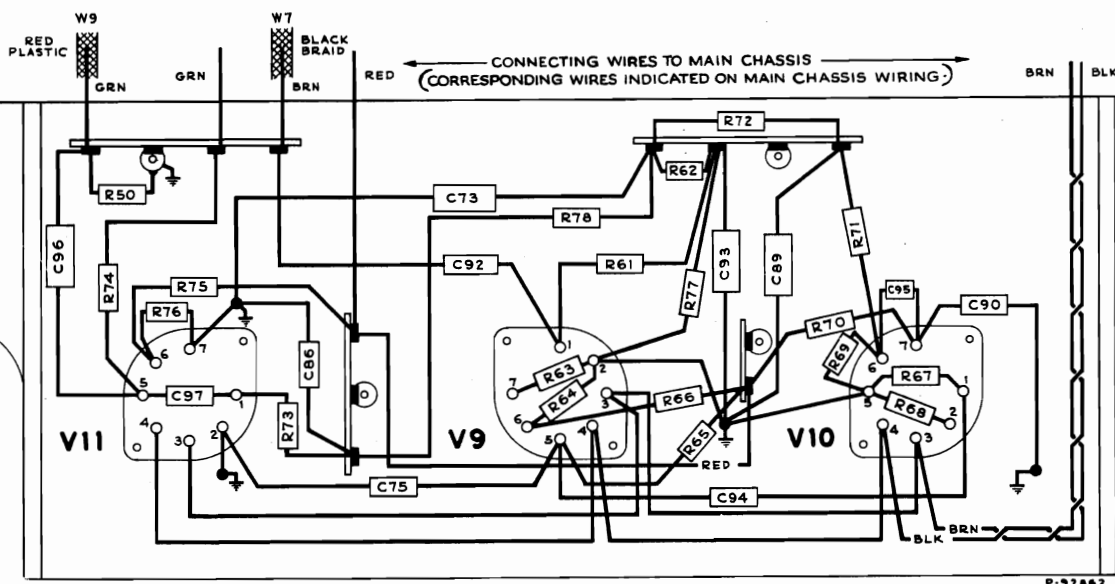 W9
W7
RED
PLASTIC
BLACK
BRAID
CONNECTING WIRES TO MAIN CHASSIS
(CORRESPONDING WIRES INDICATED ON MAIN CHASSIS WIRING.)
GRN
RED
BRN
BLK
GRN
BRN
R72
R50
R62
C73
R78
C96
R74
C92
R61
R77
C93
C89
R71
R75
C95
R76
C90
R70
7
6
C86
1
2
R63
R69
7
6
R67
1
5
C97
1
7
R64
3
R66
5
R68
2
4
3
2
R73
6
5
4
R65
4
3
V11
V9
V10
RED
C75
C94
BRN
BLK
P-92867